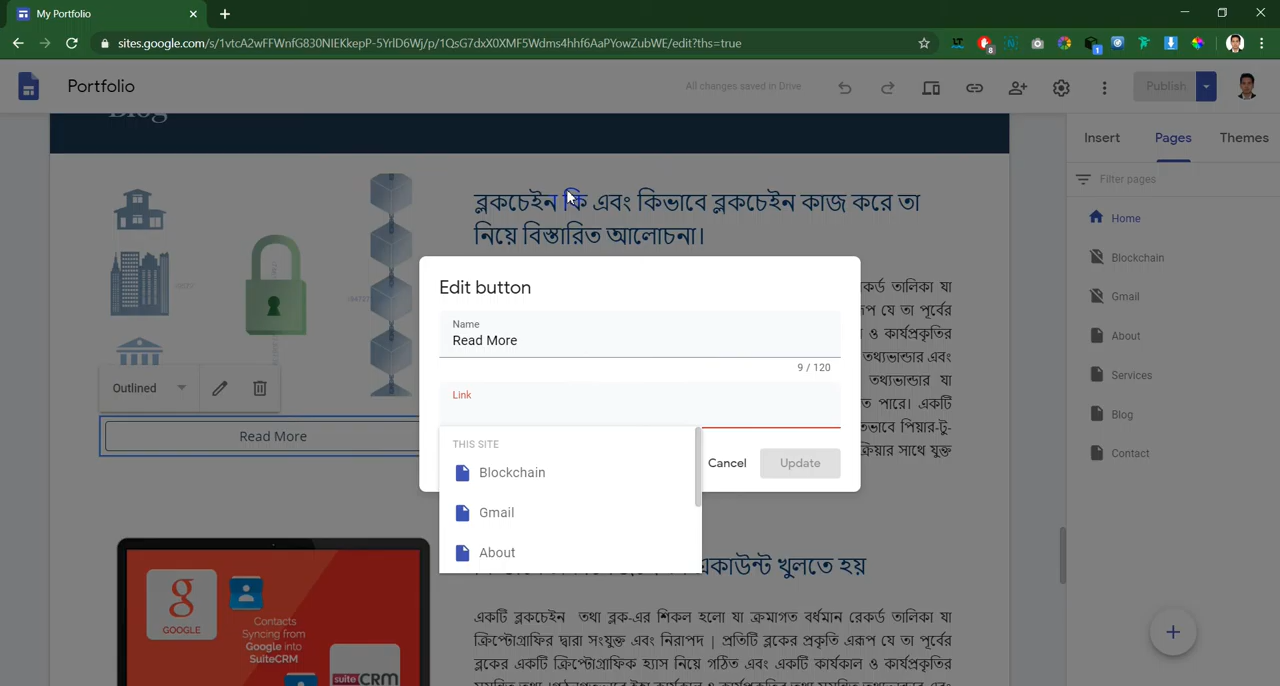 My Portfolio
sites.google.com/s/1vtcA2wFFWnfG830NIEKkepP-5YrlD6Wj/p/1QsG7dxX0XMF5Wdms4hhf6AaPYowZubWE/edit?ths=true
Portfolio
All changes saved in Drive
Publish
Blog
Insert
Pages
Themes
Filter pages
Home
Blockchain
Gmail
About
Services
Blog
Contact
ব্লকচেইন কি এবং কিভাবে ব্লকচেইন কাজ করে তা
নিয়ে বিস্তারিত আলোচনা।
Edit button
Name
Read More
9 / 120
Link
THIS SITE
Blockchain
Gmail
About
Cancel
Update
Outlined
Read More
একাউন্ট খুলতে হয়
একটি ব্লকচেইন তথা ব্লক-এর শিকল হলো যা ক্রমাগত বর্ধমান রেকর্ড তালিকা যা
ক্রিপ্টোগ্রাফির দ্বারা সংযুক্ত এবং নিরাপদ | প্রতিটি ব্লকের প্রকৃতি এরূপ যে তা পূর্বের
ব্লকের একটি ক্রিপ্টোগ্রাফিক হ্যাস নিয়ে গঠিত এবং একটি কার্যকাল ও কার্যপ্রকৃতির
GOOGLE
Contacts
Syncing from
Google into
SuiteCRM
suiteCRM